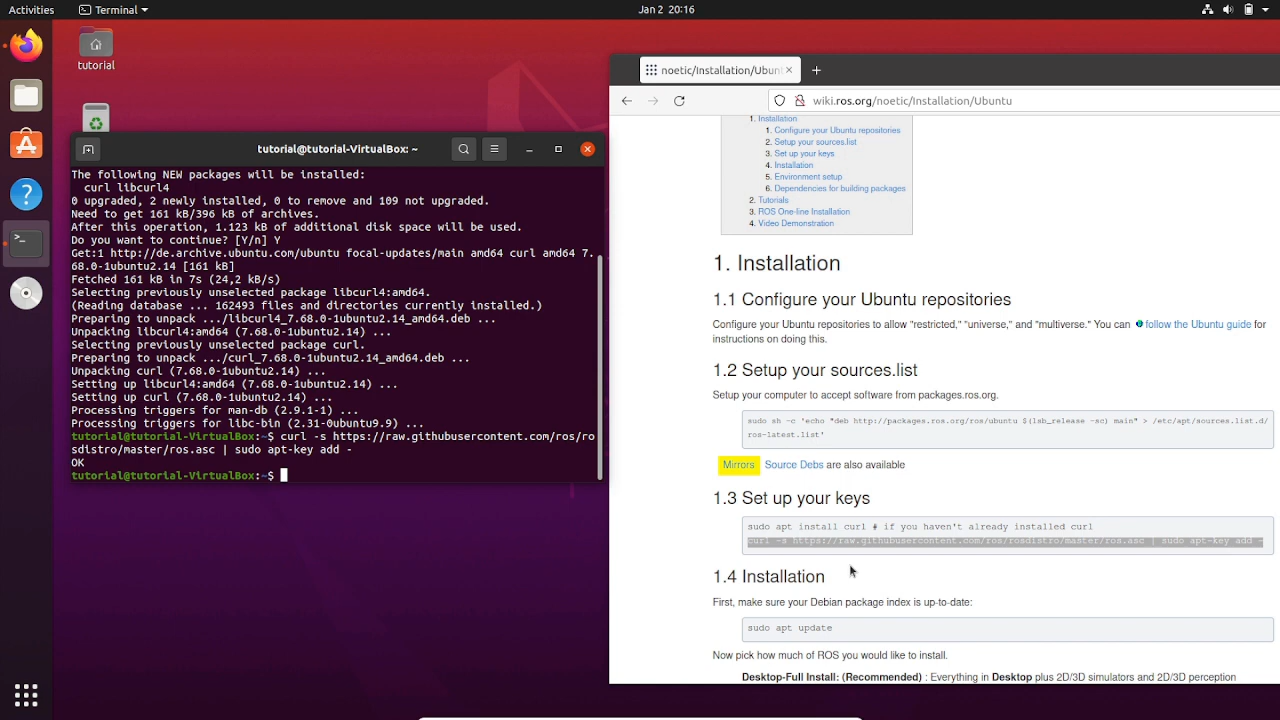 Activities
Terminal
Jan 2 20:16
tutorial
tutorial@tutorial-VirtualBox: ~
The following NEW packages will be installed:
curl libcurl4
0 upgraded, 2 newly installed, 0 to remove and 109 not upgraded.
Need to get 161 kB/396 kB of archives.
After this operation, 1.123 kB of additional disk space will be used.
Do you want to continue? [Y/n] Y
Get:1 http://de.archive.ubuntu.com/ubuntu focal-updates/main amd64 curl amd64 7.
68.0-1ubuntu2.14 [161 kB]
Fetched 161 kB in 7s (24,2 kB/s)
Selecting previously unselected package libcurl4:amd64.
(Reading database ... 162493 files and directories currently installed.)
Preparing to unpack .../libcurl4_7.68.0-1ubuntu2.14_amd64.deb ...
Unpacking libcurl4:amd64 (7.68.0-1ubuntu2.14) ...
Selecting previously unselected package curl.
Preparing to unpack .../curl_7.68.0-1ubuntu2.14_amd64.deb ...
Unpacking curl (7.68.0-1ubuntu2.14) ...
Setting up libcurl4:amd64 (7.68.0-1ubuntu2.14) ...
Setting up curl (7.68.0-1ubuntu2.14) ...
Processing triggers for man-db (2.9.1-1) ...
Processing triggers for libc-bin (2.31-0ubuntu9.9) ...
tutorial@tutorial-VirtualBox:~$ curl -s https://raw.githubusercontent.com/ros/ro
sdistro/master/ros.asc | sudo apt-key add -
OK
tutorial@tutorial-VirtualBox:~$
noetic/Installation/Ubunt
wiki.ros.org/noetic/Installation/Ubuntu
1. Installation
1. Configure your Ubuntu repositories
2. Setup your sources.list
3. Set up your keys
4. Installation
5. Environment setup
6. Dependencies for building packages
2. Tutorials
3. ROS One-line Installation
4. Video Demonstration
1. Installation
1.1 Configure your Ubuntu repositories
Configure your Ubuntu repositories to allow "restricted," "universe," and "multiverse." You can follow the Ubuntu guide for
instructions on doing this.
1.2 Setup your sources.list
Setup your computer to accept software from packages.ros.org.
sudo sh -c 'echo "deb http://packages.ros.org/ros/ubuntu $(lsb_release -sc) main" > /etc/apt/sources.list.d/
ros-latest.list'
Mirrors Source Debs are also available
1.3 Set up your keys
sudo apt install curl # if you haven't already installed curl
curl -s https://raw.githubusercontent.com/ros/rosdistro/master/ros.asc | sudo apt-key add -
1.4 Installation
First, make sure your Debian package index is up-to-date:
sudo apt update
Now pick how much of ROS you would like to install.
Desktop-Full Install: (Recommended) : Everything in Desktop plus 2D/3D simulators and 2D/3D perception